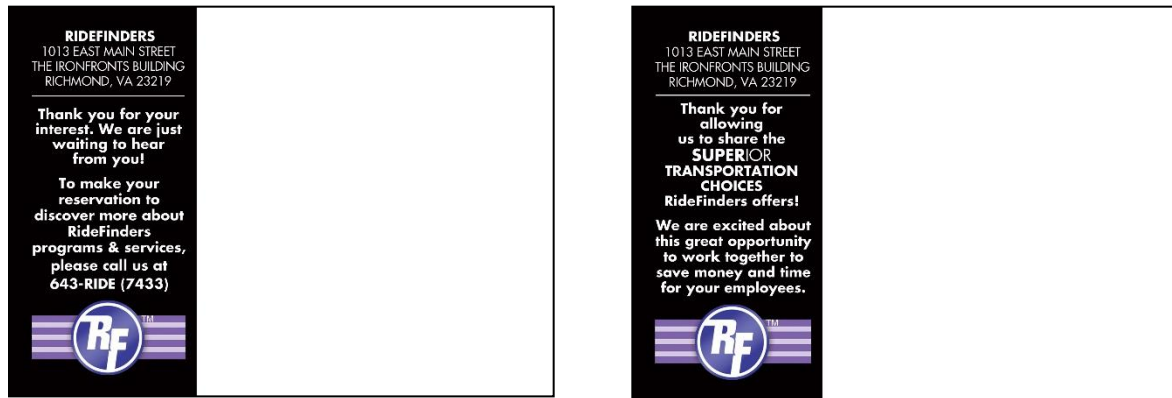 RIDEFINDERS
1013 EAST MAIN STREET
THE IRONFRONTS BUILDING
RICHMOND, VA 23219
Thank you for your
interest. We are just
waiting to hear
from you!
To make your
reservation to
discover more about
RideFinders
programs & services,
please call us at
643-RIDE (7433)
RF
TM
RIDEFINDERS
1013 EAST MAIN STREET
THE IRONFRONTS BUILDING
RICHMOND, VA 23219
Thank you for
allowing
us to share the
SUPERIOR
TRANSPORTATION
CHOICES
RideFinders offers!
We are excited about
this great opportunity
to work together to
save money and time
for your employees.
RF
TM